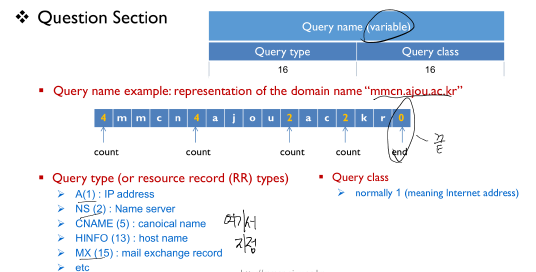 ❖ Question Section
Query name (variable)
Query type Query class
16 16
▪ Query name example: representation of the domain name “mmcn.ajou.ac.kr”
4 m m c n 4 a j o u 2 a c 2 k r 0
count count count count end
▪ Query type (or resource record (RR) types)
➢ A(1) : IP address
➢ NS (2) : Name server
➢ CNAME (5) : canoical name
➢ HINFO (13) : host name
➢ MX (15) : mail exchange record
➢ etc
여기서
지정
▪ Query class
➢ normally 1 (meaning Internet address)